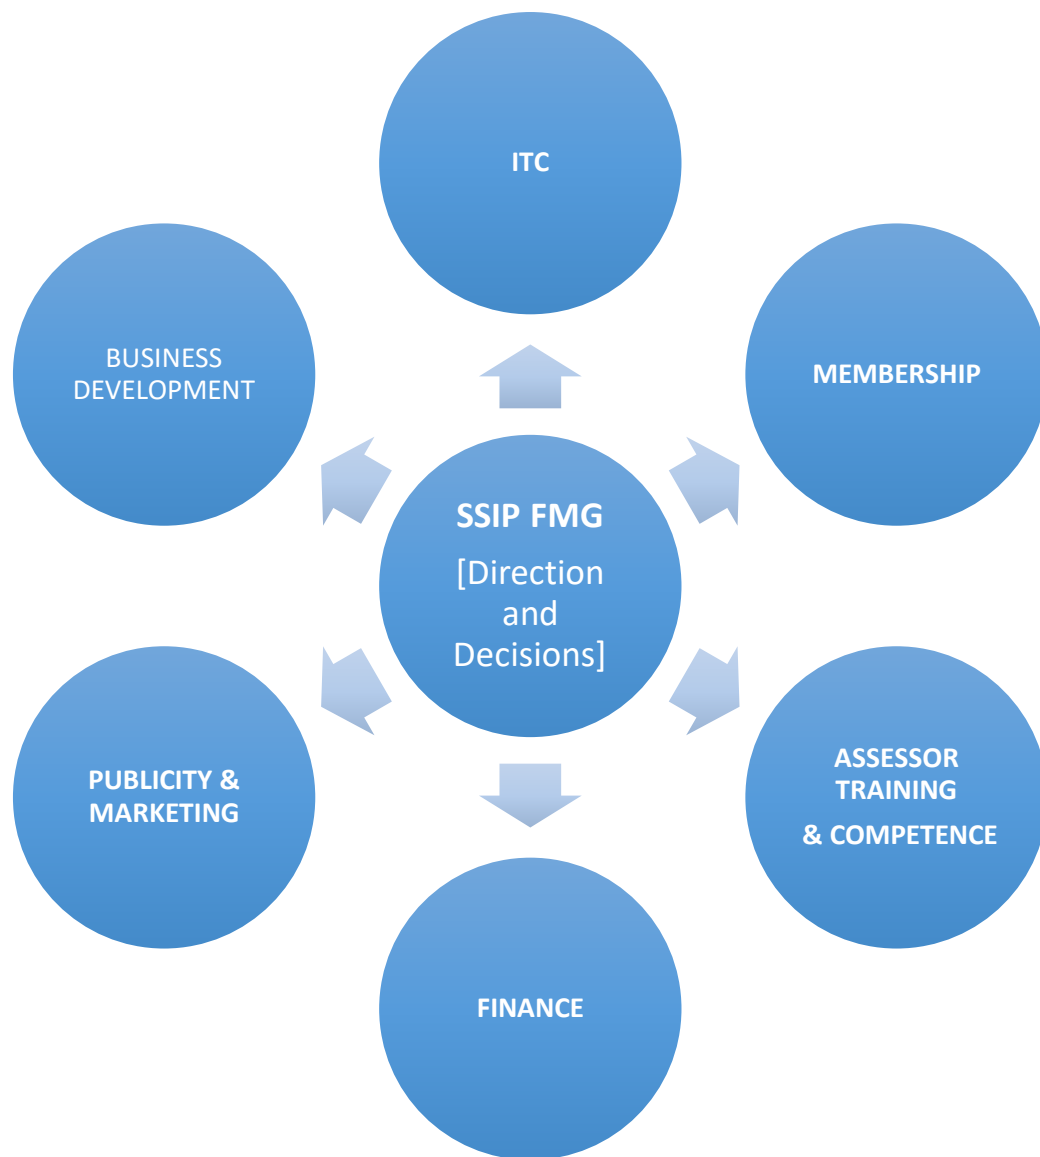 ITC
BUSINESS
DEVELOPMENT
MEMBERSHIP
SSIP FMG
[Direction
and
Decisions]
PUBLICITY &
MARKETING
ASSESSOR
TRAINING
& COMPETENCE
FINANCE